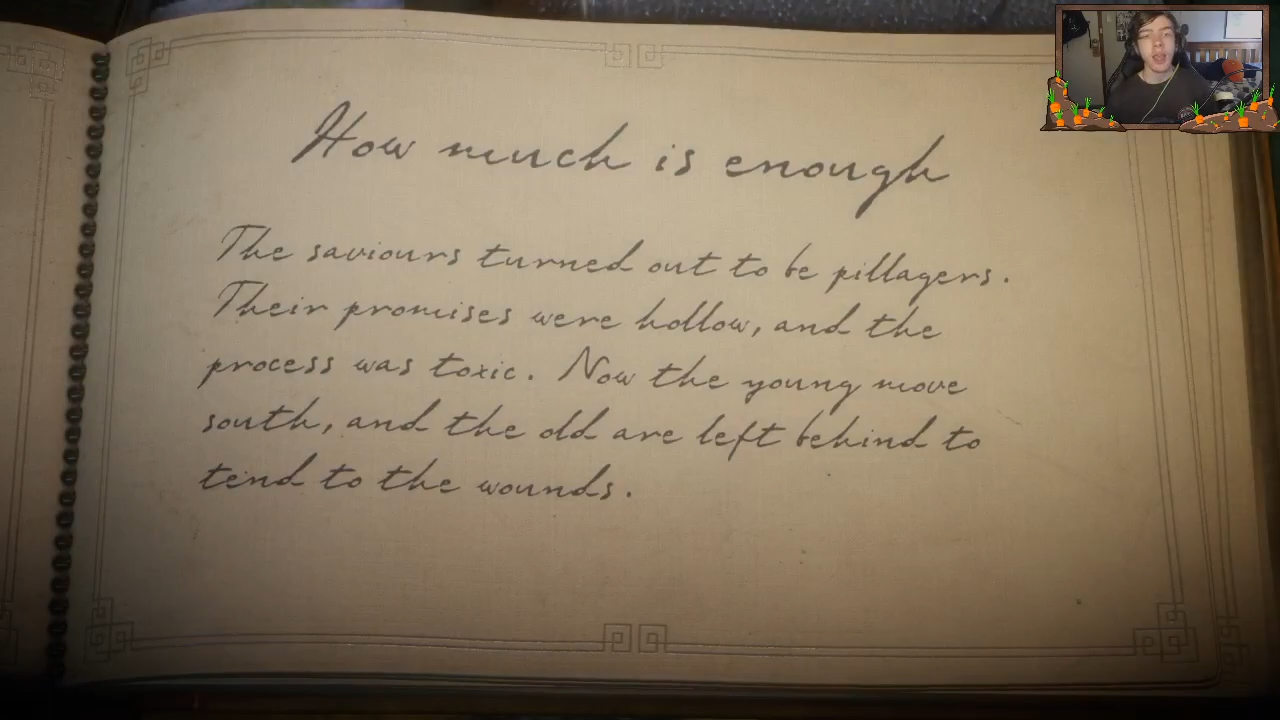 How much is enough
The saviours turned out to be pillagers.
Their promises were hollow, and the
process was toxic. Now the young move
south, and the old are left behind to
tend to the wounds.